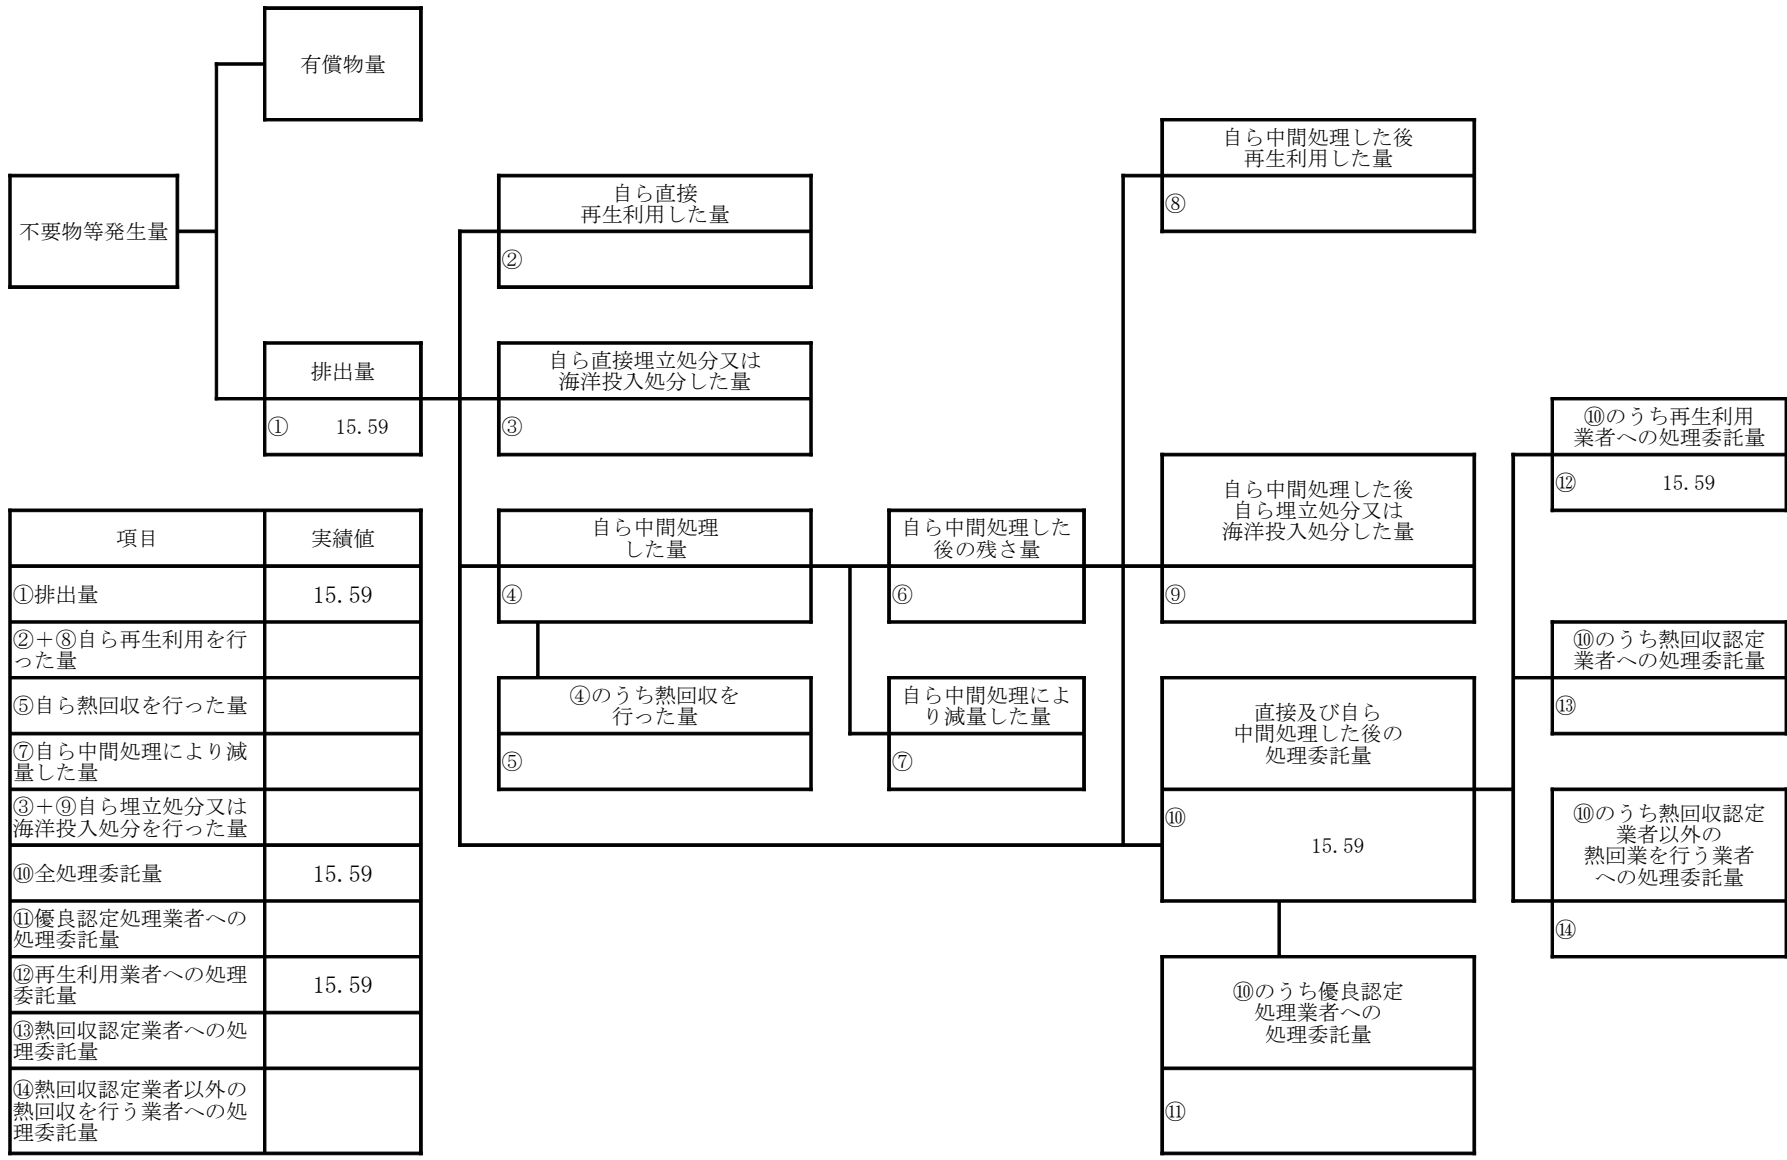 有償物量
不要物等発生量
排出量
① 15.59
自ら直接
再生利用した量
②
自ら直接埋立処分又は
海洋投入処分した量
③
自ら中間処理
した量
④
④のうち熱回収を
行った量
⑤
自ら中間処理した
後の残さ量
⑥
自ら中間処理によ
り減量した量
⑦
自ら中間処理した後
再生利用した量
⑧
自ら中間処理した後
自ら埋立処分又は
海洋投入処分した量
⑨
直接及び自ら
中間処理した後の
処理委託量
⑩
15.59
⑩のうち優良認定
処理業者への
処理委託量
⑪
⑩のうち再生利用
業者への処理委託量
⑫ 15.59
⑩のうち熱回収認定
業者への処理委託量
⑬
⑩のうち熱回収認定
業者以外の
熱回業を行う業者
への処理委託量
⑭
項目 実績値
①排出量 15.59
②＋⑧自ら再生利用を行
った量
⑤自ら熱回収を行った量
⑦自ら中間処理により減
量した量
③＋⑨自ら埋立処分又は
海洋投入処分を行った量
⑩全処理委託量 15.59
⑪優良認定処理業者への
処理委託量
⑫再生利用業者への処理
委託量 15.59
⑬熱回収認定業者への処
理委託量
⑭熱回収認定業者以外の
熱回収を行う業者への処
理委託量